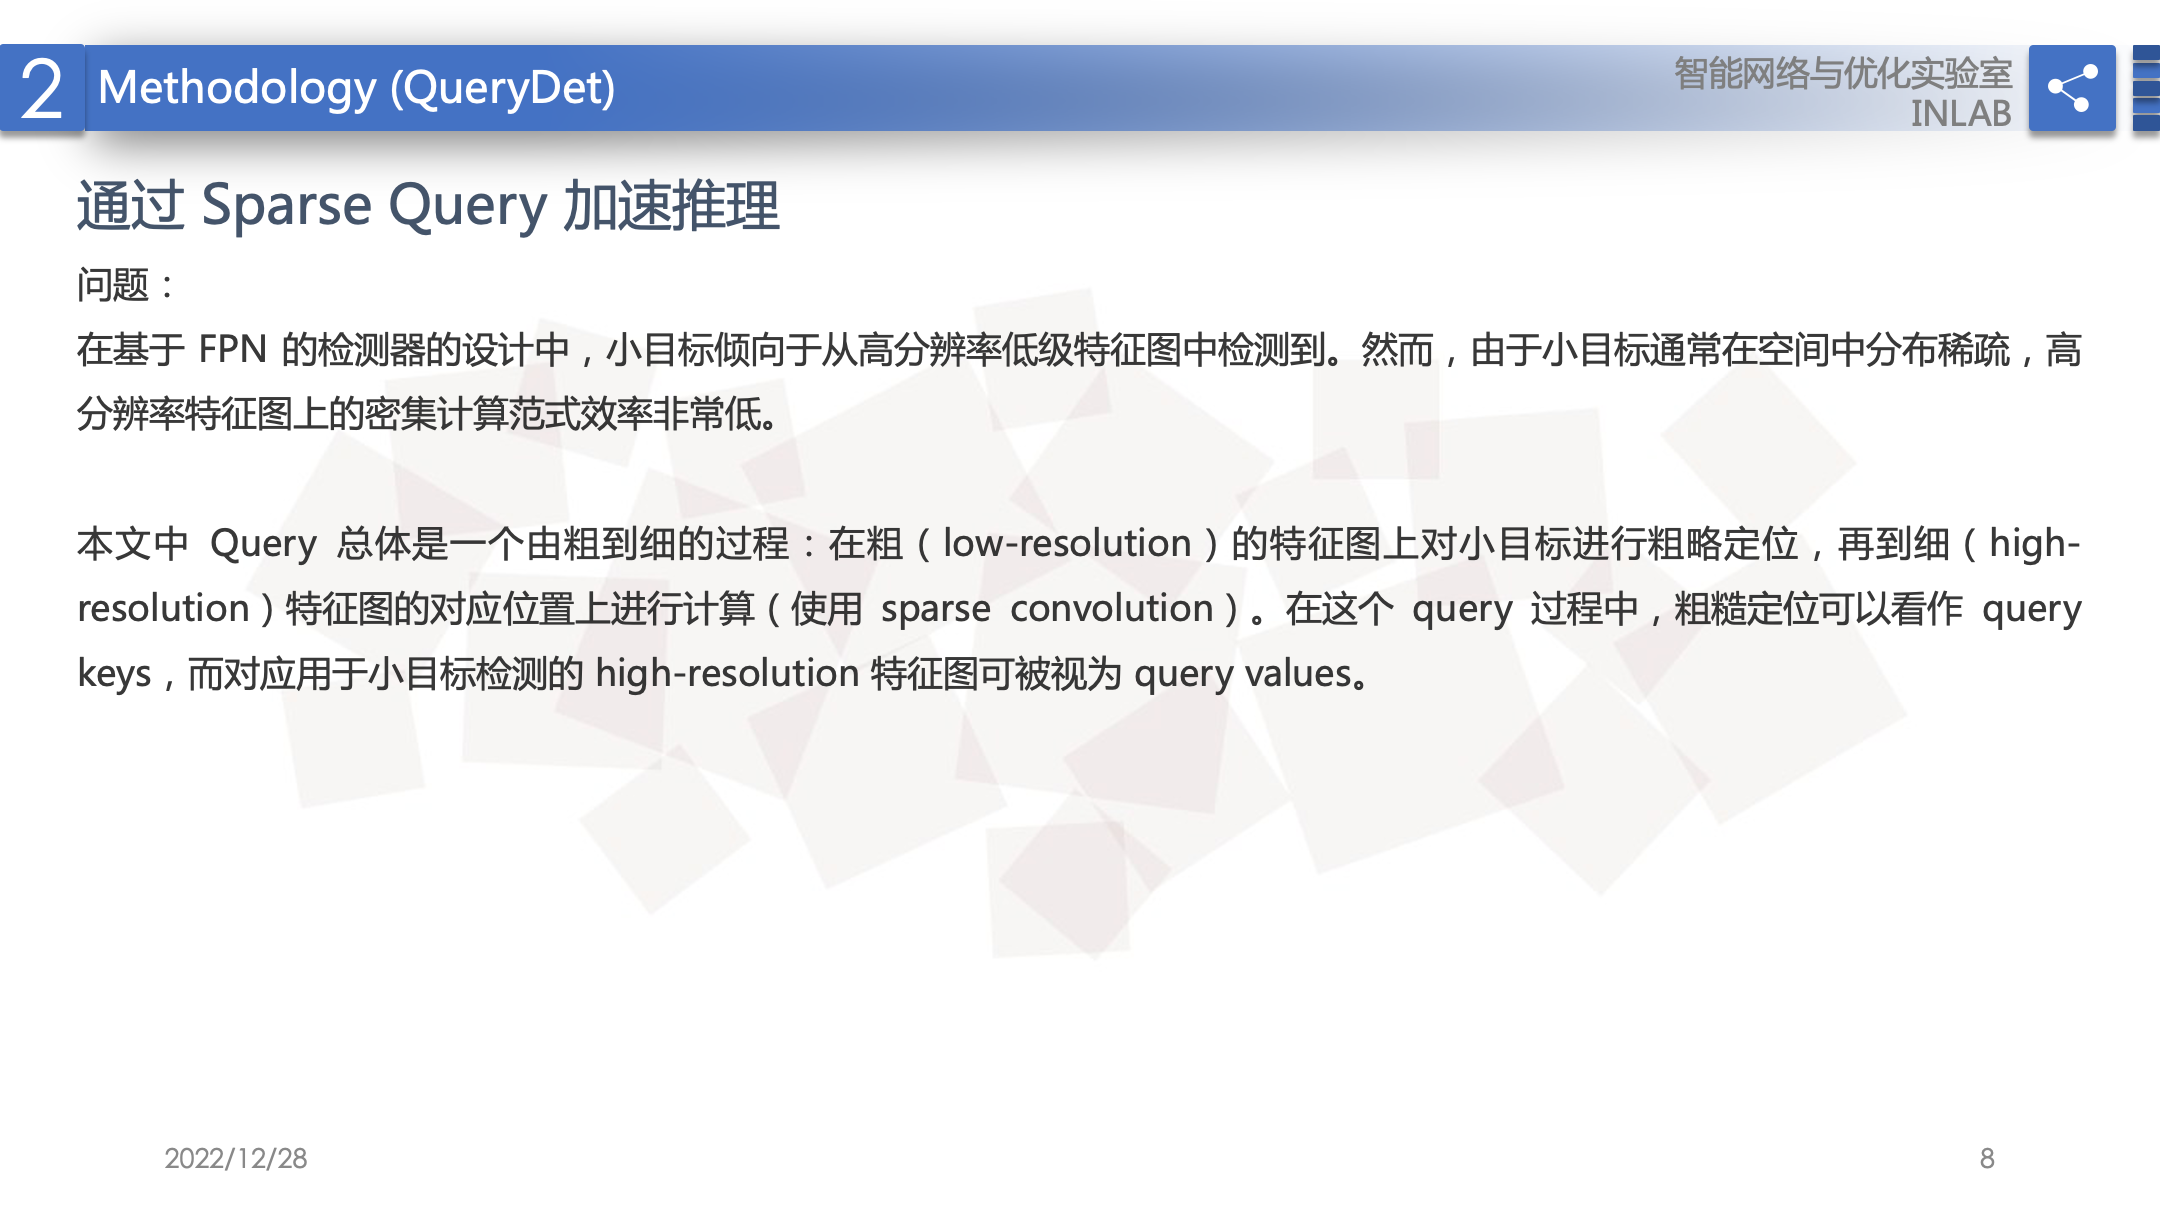 2
Methodology (QueryDet)
智能网络与优化实验室
INLAB
通过 Sparse Query 加速推理
问题：
在基于 FPN 的检测器的设计中，小目标倾向于从高分辨率低级特征图中检测到。然而，由于小目标通常在空间中分布稀疏，高
分辨率特征图上的密集计算范式效率非常低。
本文中 Query 总体是一个由粗到细的过程：在粗（low-resolution）的特征图上对小目标进行粗略定位，再到细（high-
resolution）特征图的对应位置上进行计算（使用 sparse convolution）。在这个 query 过程中，粗糙定位可以看作 query
keys，而对应用于小目标检测的 high-resolution 特征图可被视为 query values。
2022/12/28
8